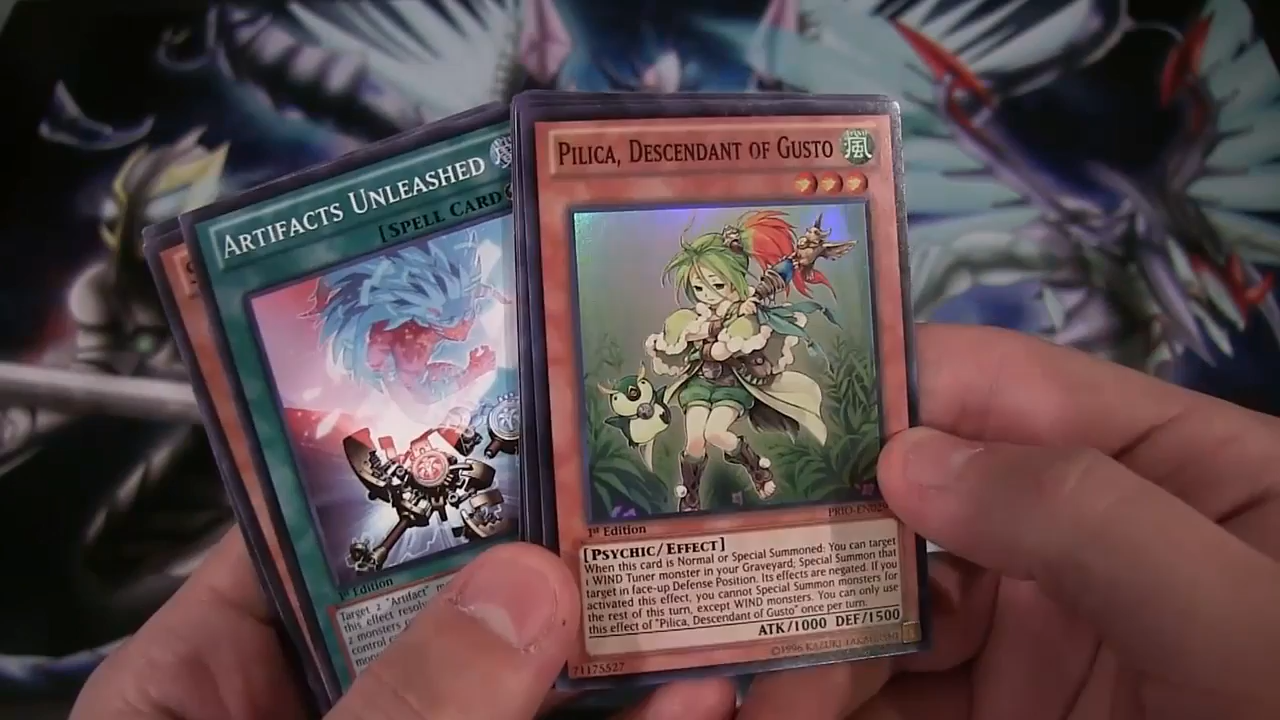 ARTIFACTS UNLEASHED
[SPELL CARD
1st Edition
Target 2 "Artifact"
this effect
2 monsters
control
PILICA, DESCENDANT OF GUSTO
風
PRIO-EN029
1st Edition
[PSYCHIC/EFFECT]
When this card is Normal or Special Summoned: You can target
1 WIND Tuner monster in your Graveyard; Special Summon that
target in face-up Defense Position. Its effects are negated. If you
activated this effect, you cannot Special Summon monsters for
the rest of this turn, except WIND monsters. You can only use
this effect of "Pilica, Descendant of Gusto" once per turn.
ATK/1000 DEF/1500
71175527
©1996 KAZUKI TAKAHASHI